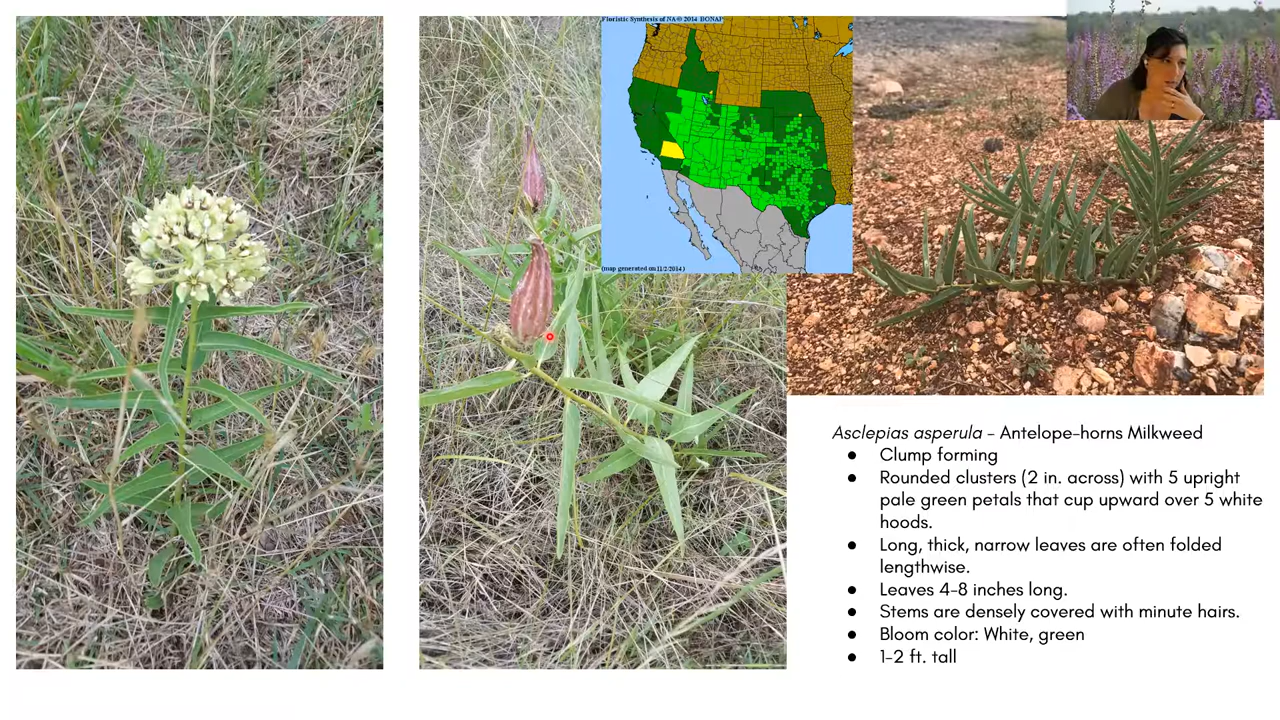 Floristic Synthesis of NA © 2014 BONAP
(map generated on 11/2/2014)
Asclepias asperula – Antelope-horns Milkweed
● Clump forming
● Rounded clusters (2 in. across) with 5 upright
pale green petals that cup upward over 5 white
hoods.
● Long, thick, narrow leaves are often folded
lengthwise.
● Leaves 4-8 inches long.
● Stems are densely covered with minute hairs.
● Bloom color: White, green
● 1-2 ft. tall